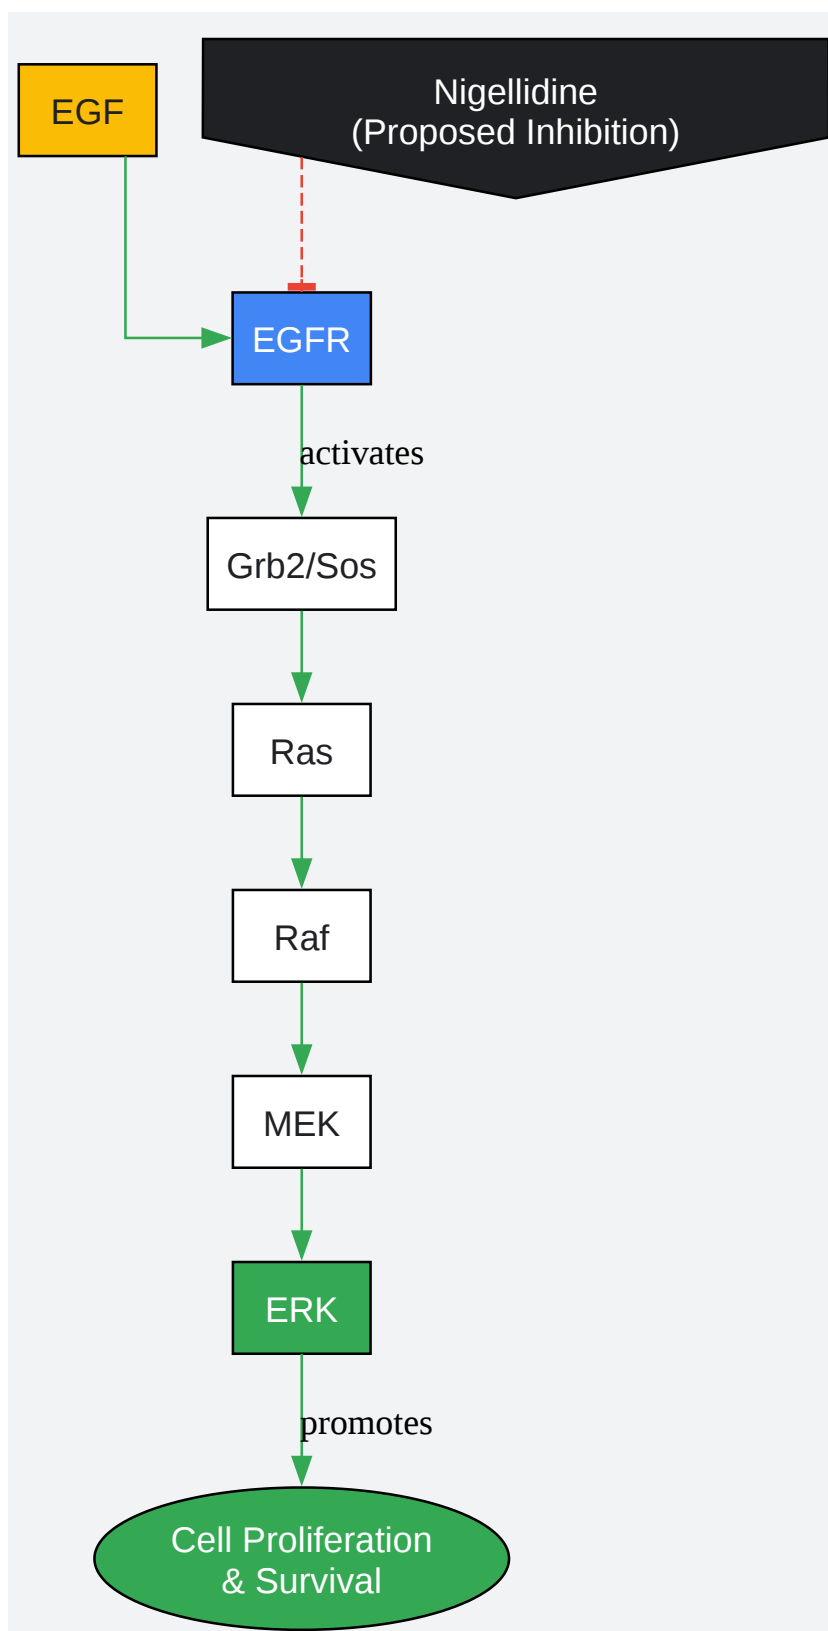 EGF
Nigellidine
(Proposed Inhibition)
EGFR
activates
Grb2/Sos
Ras
Raf
MEK
ERK
promotes
Cell Proliferation
& Survival